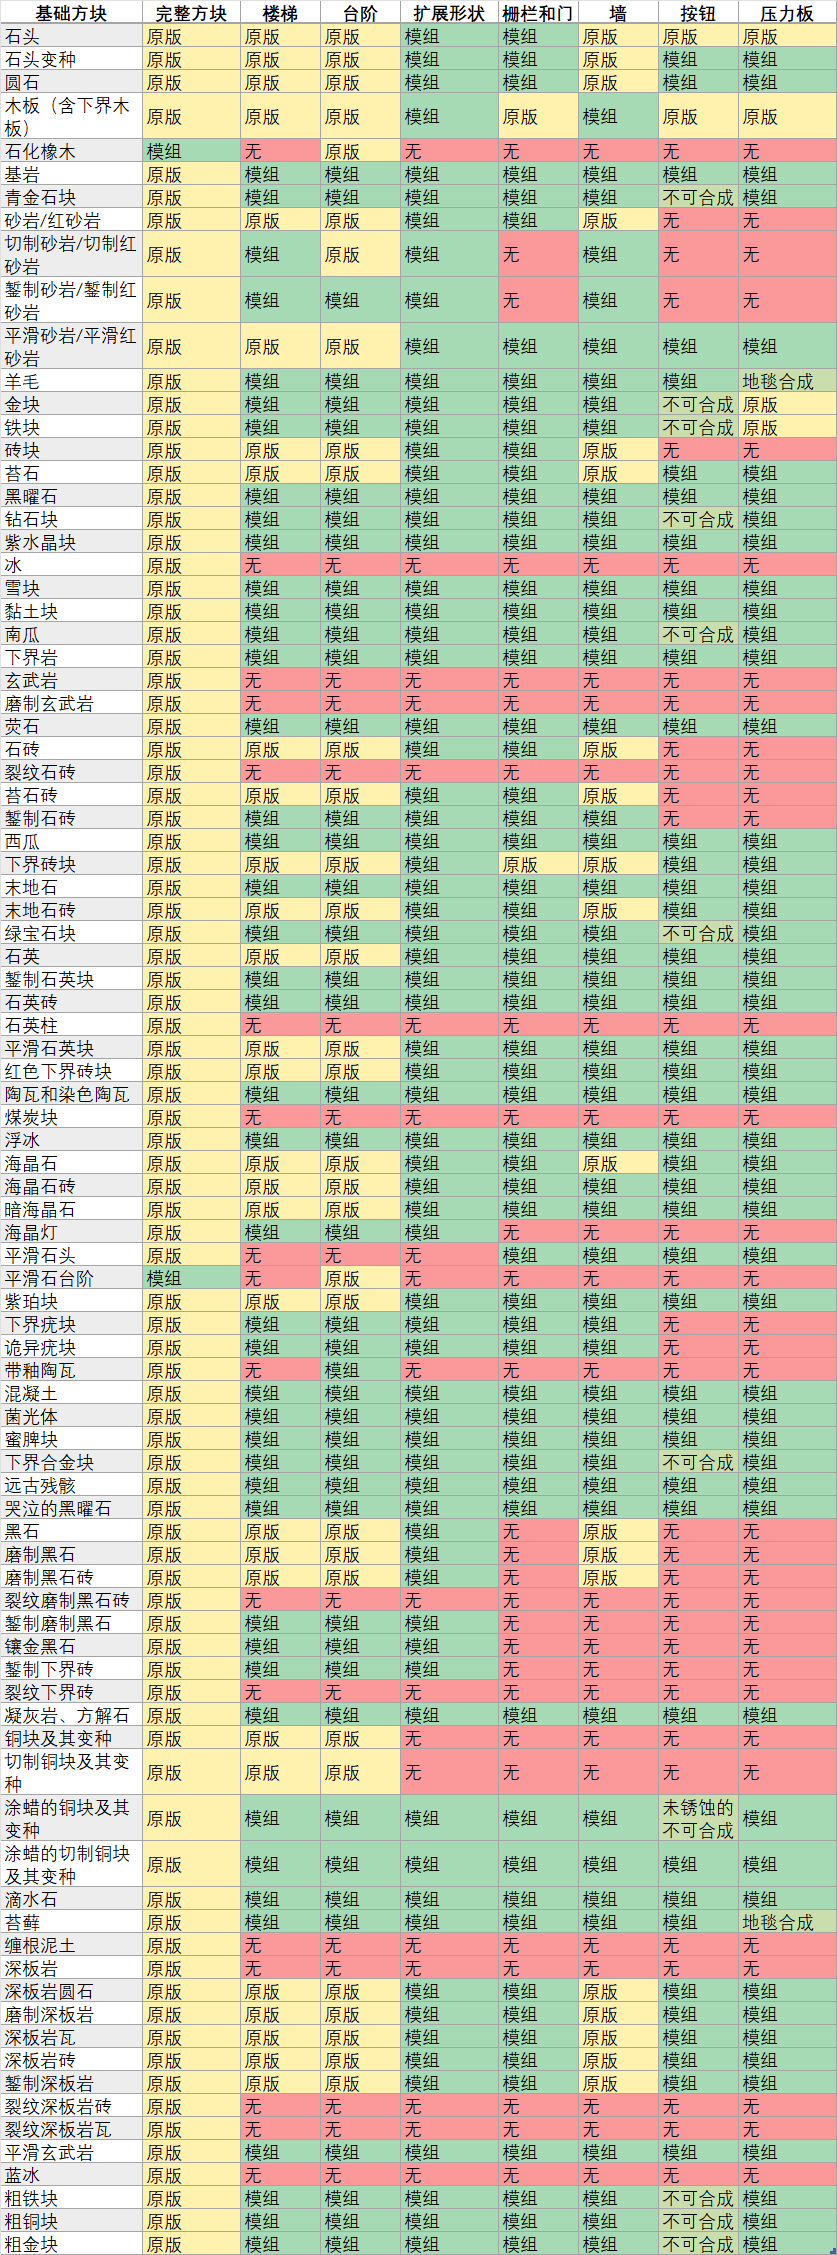 基础方块 完整方块 楼梯 台阶 扩展形状 栅栏和门 墙 按钮 压力板
石头 原版 原版 原版 模组 模组 原版 原版 原版
石头变种 原版 原版 原版 模组 模组 原版 模组 模组
圆石 原版 原版 原版 模组 模组 原版 模组 模组
木板（含下界木
板） 原版 原版 原版 模组 原版 模组 原版 原版
石化橡木 模组 无 原版 无 无 无 无 无
基岩 原版 模组 模组 模组 模组 模组 模组 模组
青金石块 原版 模组 模组 模组 模组 模组 不可合成 模组
砂岩/红砂岩 原版 原版 原版 模组 模组 原版 无 无
切制砂岩/切制红
砂岩 原版 模组 原版 模组 无 模组 无 无
錾制砂岩/錾制红
砂岩 原版 模组 模组 模组 无 模组 无 无
平滑砂岩/平滑红
砂岩 原版 原版 原版 模组 模组 模组 模组 模组
羊毛 原版 模组 模组 模组 模组 模组 模组 地毯合成
金块 原版 模组 模组 模组 模组 模组 不可合成 原版
铁块 原版 模组 模组 模组 模组 模组 不可合成 原版
砖块 原版 原版 原版 模组 模组 原版 无 无
苔石 原版 原版 原版 模组 模组 原版 模组 模组
黑曜石 原版 模组 模组 模组 模组 模组 模组 模组
钻石块 原版 模组 模组 模组 模组 模组 不可合成 模组
紫水晶块 原版 模组 模组 模组 模组 模组 模组 模组
冰 原版 无 无 无 无 无 无 无
雪块 原版 模组 模组 模组 模组 模组 模组 模组
黏土块 原版 模组 模组 模组 模组 模组 模组 模组
南瓜 原版 模组 模组 模组 模组 模组 不可合成 模组
下界岩 原版 模组 模组 模组 模组 模组 模组 模组
玄武岩 原版 无 无 无 无 无 无 无
磨制玄武岩 原版 无 无 无 无 无 无 无
荧石 原版 模组 模组 模组 模组 模组 模组 模组
石砖 原版 原版 原版 模组 模组 原版 无 无
裂纹石砖 原版 无 无 无 无 无 无 无
苔石砖 原版 原版 原版 模组 模组 原版 无 无
錾制石砖 原版 模组 模组 模组 模组 模组 无 无
西瓜 原版 模组 模组 模组 模组 模组 模组 模组
下界砖块 原版 原版 原版 模组 原版 原版 模组 模组
末地石 原版 模组 模组 模组 模组 模组 模组 模组
末地石砖 原版 原版 原版 模组 模组 原版 模组 模组
绿宝石块 原版 模组 模组 模组 模组 模组 不可合成 模组
石英 原版 原版 原版 模组 模组 模组 模组 模组
錾制石英块 原版 模组 模组 模组 模组 模组 模组 模组
石英砖 原版 模组 模组 模组 模组 模组 模组 模组
石英柱 原版 无 无 无 无 无 无 无
平滑石英块 原版 原版 原版 模组 模组 模组 模组 模组
红色下界砖块 原版 原版 原版 模组 模组 模组 模组 模组
陶瓦和染色陶瓦 原版 模组 模组 模组 模组 模组 模组 模组
煤炭块 原版 无 无 无 无 无 无 无
浮冰 原版 模组 模组 模组 模组 模组 模组 模组
海晶石 原版 原版 原版 模组 模组 原版 模组 模组
海晶石砖 原版 原版 原版 模组 模组 模组 模组 模组
暗海晶石 原版 原版 原版 模组 模组 模组 模组 模组
海晶灯 原版 模组 模组 模组 无 无 无 无
平滑石头 原版 无 无 无 模组 模组 模组 模组
平滑石台阶 模组 无 原版 无 无 无 无 无
紫珀块 原版 原版 原版 模组 模组 模组 模组 模组
下界疣块 原版 模组 模组 模组 模组 模组 无 无
诡异疣块 原版 模组 模组 模组 模组 模组 无 无
带釉陶瓦 原版 无 模组 无 无 无 无 无
混凝土 原版 模组 模组 模组 模组 模组 模组 模组
菌光体 原版 模组 模组 模组 模组 模组 模组 模组
蜜脾块 原版 模组 模组 模组 模组 模组 模组 模组
下界合金块 原版 模组 模组 模组 模组 模组 不可合成 模组
远古残骸 原版 模组 模组 模组 模组 模组 模组 模组
哭泣的黑曜石 原版 模组 模组 模组 模组 模组 模组 模组
黑石 原版 原版 原版 模组 无 原版 无 无
磨制黑石 原版 原版 原版 模组 无 原版 无 无
磨制黑石砖 原版 原版 原版 模组 无 原版 无 无
裂纹磨制黑石砖 原版 无 无 无 无 无 无 无
錾制磨制黑石 原版 模组 模组 模组 无 无 无 无
镶金黑石 原版 模组 模组 模组 无 无 无 无
錾制下界砖 原版 模组 模组 模组 无 无 无 无
裂纹下界砖 原版 无 无 无 无 无 无 无
凝灰岩、方解石 原版 模组 模组 模组 模组 模组 模组 模组
铜块及其变种 原版 原版 原版 无 无 无 无 无
切制铜块及其变
种 原版 原版 原版 无 无 无 无 无
涂蜡的铜块及其
变种 原版 模组 模组 模组 模组 模组 未锈蚀的
不可合成 模组
涂蜡的切制铜块
及其变种 原版 模组 模组 模组 模组 模组 模组 模组
滴水石 原版 模组 模组 模组 模组 模组 模组 模组
苔藓 原版 模组 模组 模组 模组 模组 模组 地毯合成
缠根泥土 原版 无 无 无 无 无 无 无
深板岩 原版 无 无 无 无 无 无 无
深板岩圆石 原版 原版 原版 模组 模组 原版 模组 模组
磨制深板岩 原版 原版 原版 模组 模组 原版 模组 模组
深板岩瓦 原版 原版 原版 模组 模组 原版 模组 模组
深板岩砖 原版 原版 原版 模组 模组 原版 模组 模组
錾制深板岩 原版 原版 原版 模组 模组 原版 模组 模组
裂纹深板岩砖 原版 无 无 无 无 无 无 无
裂纹深板岩瓦 原版 无 无 无 无 无 无 无
平滑玄武岩 原版 模组 模组 模组 模组 模组 模组 模组
蓝冰 原版 无 无 无 无 无 无 无
粗铁块 原版 模组 模组 模组 模组 模组 不可合成 模组
粗铜块 原版 模组 模组 模组 模组 模组 不可合成 模组
粗金块 原版 模组 模组 模组 模组 模组 不可合成 模组